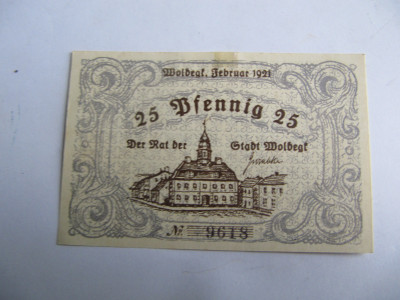 Woldegk, Februar 1921
25 Pfennig 25
Der Rat der Stadt Woldegk
№ 9618